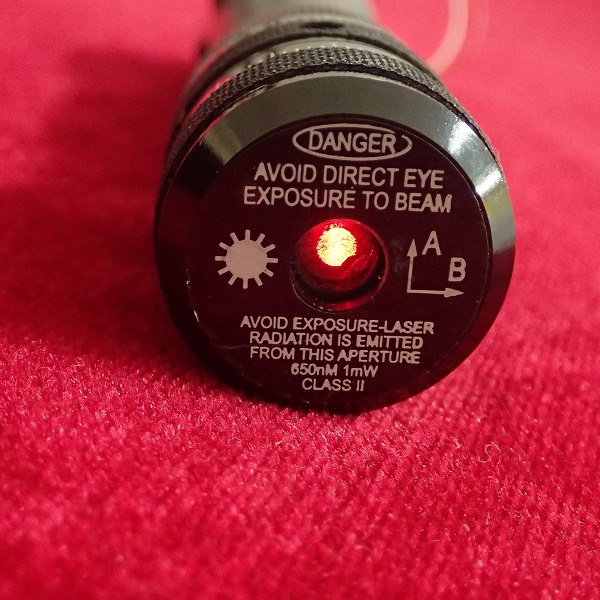 DANGER
AVOID DIRECT EYE
EXPOSURE TO BEAM
A
B
AVOID EXPOSURE-LASER
RADIATION IS EMITTED
FROM THIS APERTURE
650nM 1mW
CLASS II